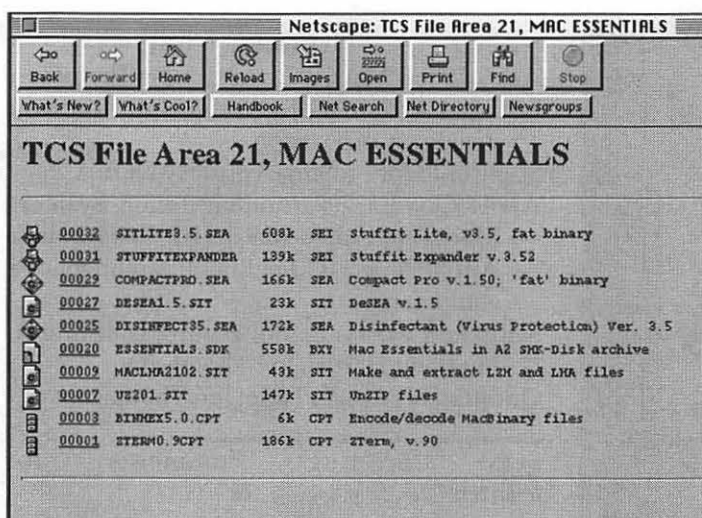 Netscape: TCS File Area 21, MAC ESSENTIALS
Back Forward Home Reload Images Open Print Find Stop
What's New? What's Cool? Handbook Net Search Net Directory Newsgroups
TCS File Area 21, MAC ESSENTIALS
00032 SITLITE3.5.SEA 608k SEI StuffIt Lite, v3.5, fat binary
00031 STUFFITEXPANDER 139k SEI Stuffit Expander v.3.52
00029 COMPACTPRO.SEA 166k SEA Compact Pro v.1.50; 'fat' binary
00027 DESEA1.5.SIT 23k SIT DeSEA v.1.5
00025 DISINFECT35.SEA 172k SEA Disinfectant (Virus Protection) Ver. 3.5
00020 ESSENTIALS.SDK 558k BXY Mac Essentials in A2 SHK-Disk archive
00009 MACLHA2102.SIT 49k SIT Make and extract LZH and LHA files
00007 UZ201.SIT 147k SIT UnZIP files
00003 BINHEX5.0.CPT 6k CPT Encode/decode MacBinary files
00001 ZTERM0.9CPT 186k CPT ZTerm, v.90